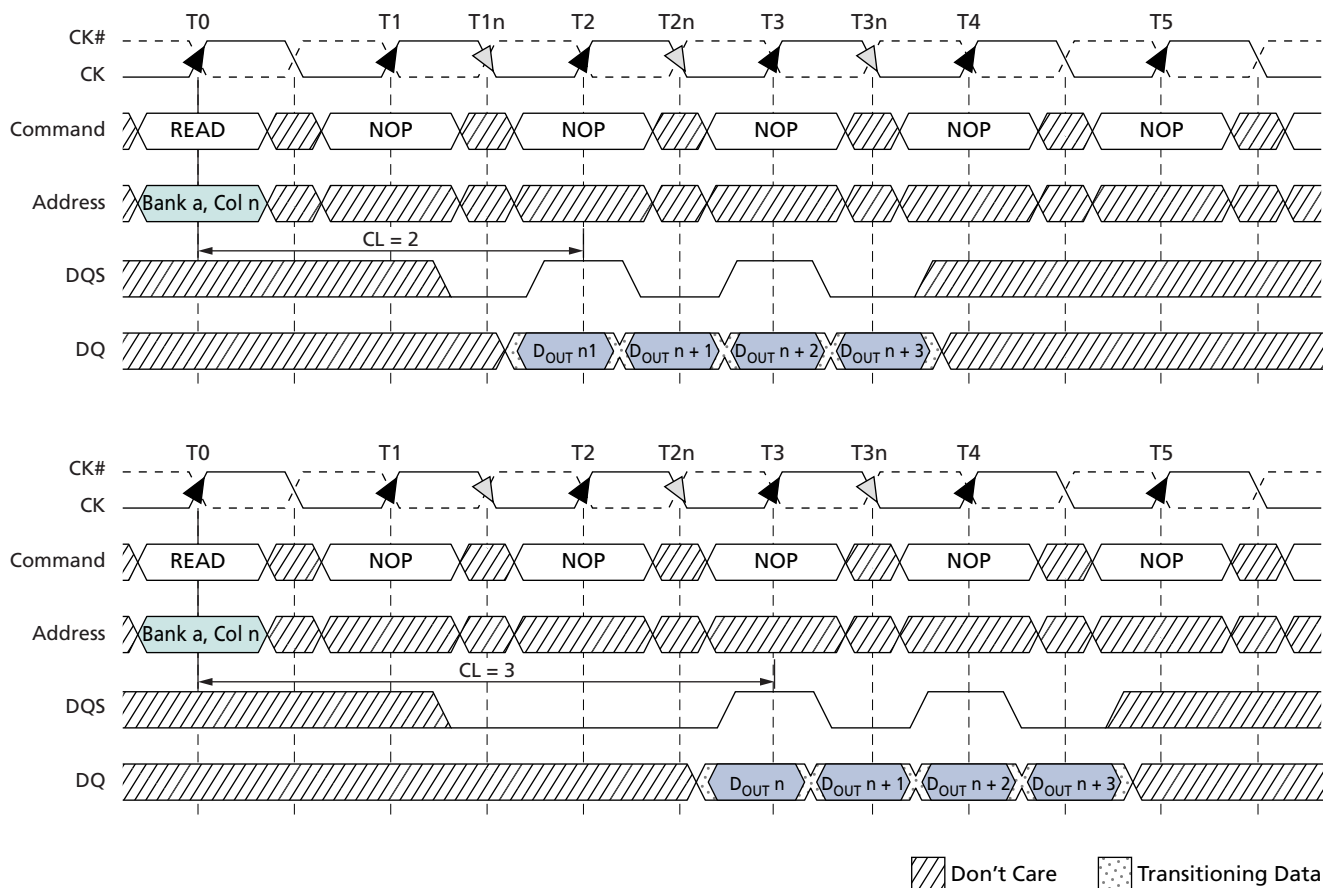 T0 T1 T1n T2 T2n T3 T3n T4 T5
CK#
CK
Command READ NOP NOP NOP NOP NOP
Address Bank a, Col n
CL = 2
DQS
DQ DOUT n1 DOUT n + 1 DOUT n + 2 DOUT n + 3
T0 T1 T2 T2n T3 T3n T4 T5
CK#
CK
Command READ NOP NOP NOP NOP NOP
Address Bank a, Col n
CL = 3
DQS
DQ DOUT n DOUT n + 1 DOUT n + 2 DOUT n + 3
Don't Care Transitioning Data